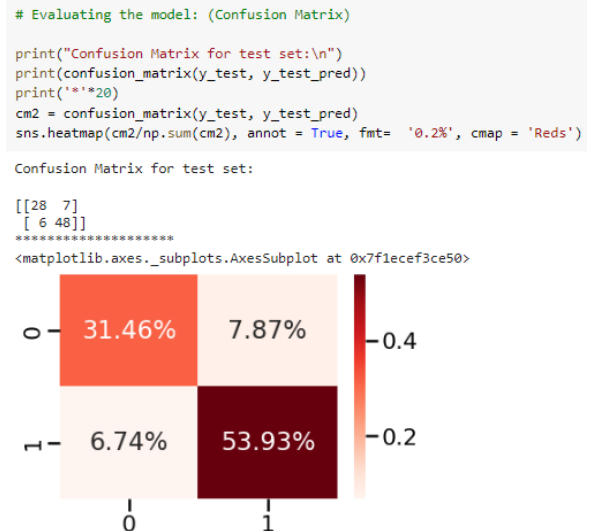 # Evaluating the model: (Confusion Matrix)
print("Confusion Matrix for test set:\n")
print(confusion_matrix(y_test, y_test_pred))
print('*'*20)
cm2 = confusion_matrix(y_test, y_test_pred)
sns.heatmap(cm2/np.sum(cm2), annot = True, fmt=  '0.2%', cmap = 'Reds')
Confusion Matrix for test set:
[[28  7]
 [ 6 48]]
********************
<matplotlib.axes._subplots.AxesSubplot at 0x7f1ecef3ce50>
0 31.46% 7.87% 0.4
1 6.74% 53.93% 0.2
0 1